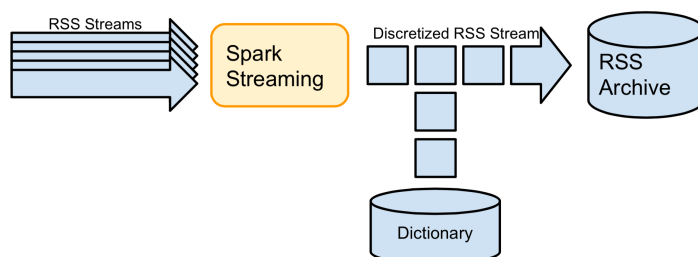 RSS Streams
Spark
Streaming
Discretized RSS Stream
RSS
Archive
Dictionary